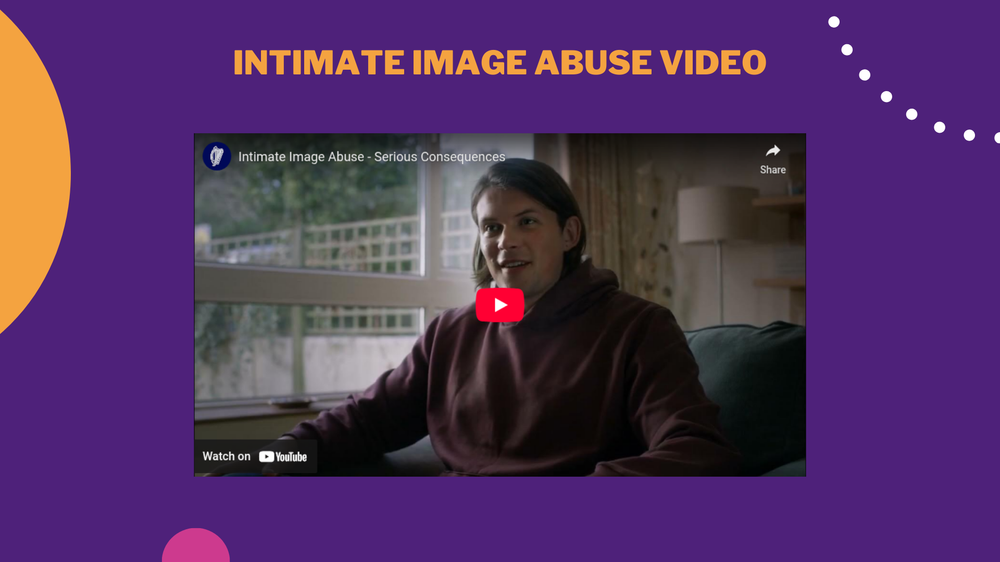 INTIMATE IMAGE ABUSE VIDEO
Intimate Image Abuse - Serious Consequences
Share
Watch on YouTube